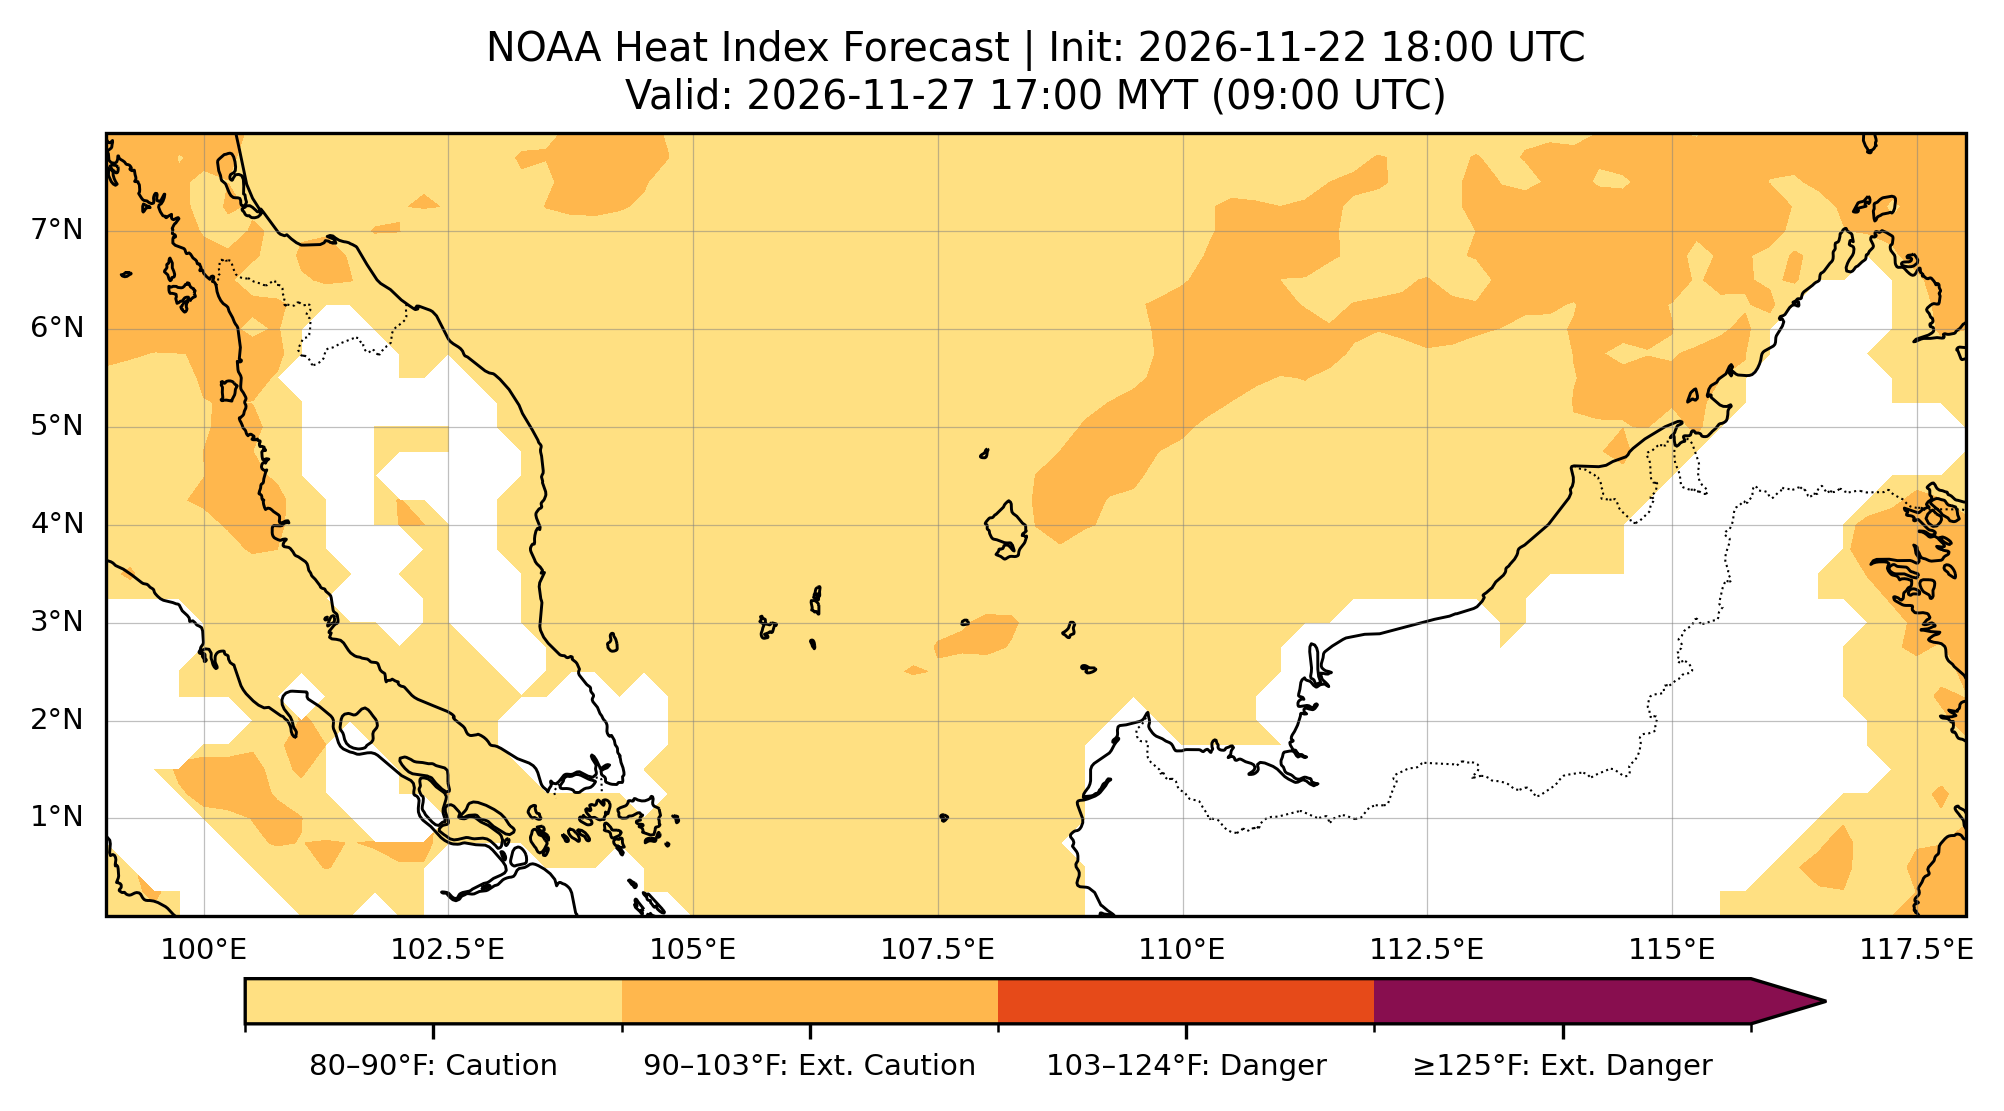 NOAA Heat Index Forecast | Init: 2026-11-22 18:00 UTC
Valid: 2026-11-27 17:00 MYT (09:00 UTC)
7°N
6°N
5°N
4°N
3°N
2°N
1°N
100°E 102.5°E 105°E 107.5°E 110°E 112.5°E 115°E 117.5°E
80–90°F: Caution 90–103°F: Ext. Caution 103–124°F: Danger ≥125°F: Ext. Danger